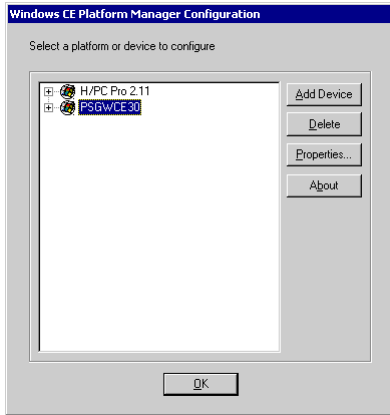 Windows CE Platform Manager Configuration
Select a platform or device to configure
H/PC Pro 2.11
PSGWCE30
Add Device
Delete
Properties...
About
OK